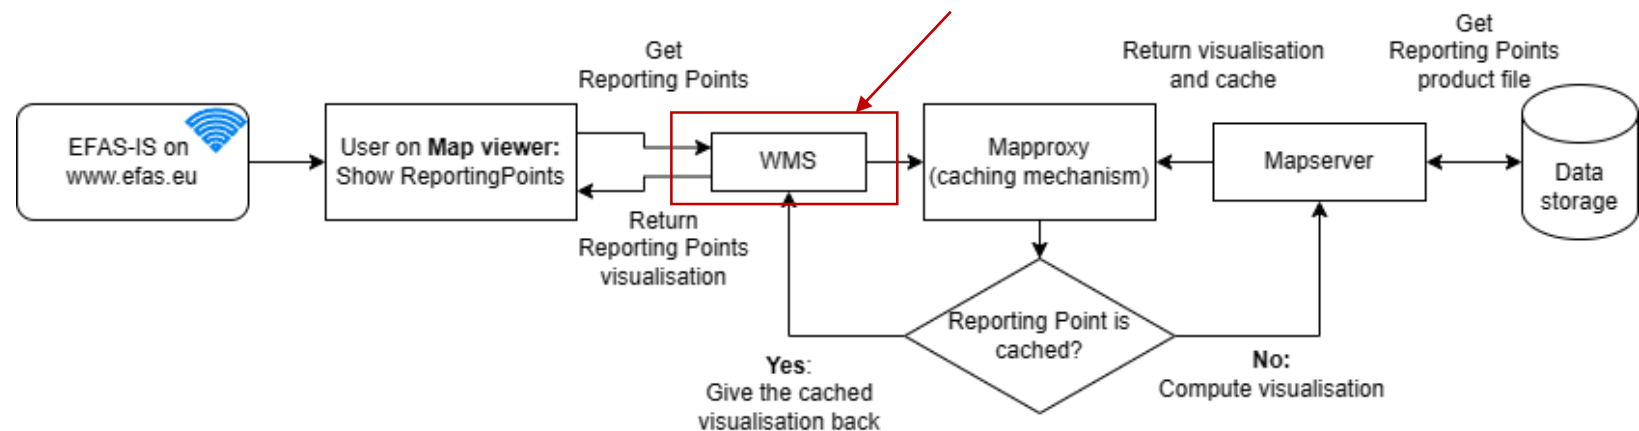 EFAS-IS on
www.efas.eu
User on Map viewer:
Show ReportingPoints
Get
Reporting Points
WMS
Return
Reporting Points
visualisation
Mapproxy
(caching mechanism)
Return visualisation
and cache
Mapserver
Get
Reporting Points
product file
Data
storage
Reporting Point is
cached?
Yes:
Give the cached
visualisation back
No:
Compute visualisation